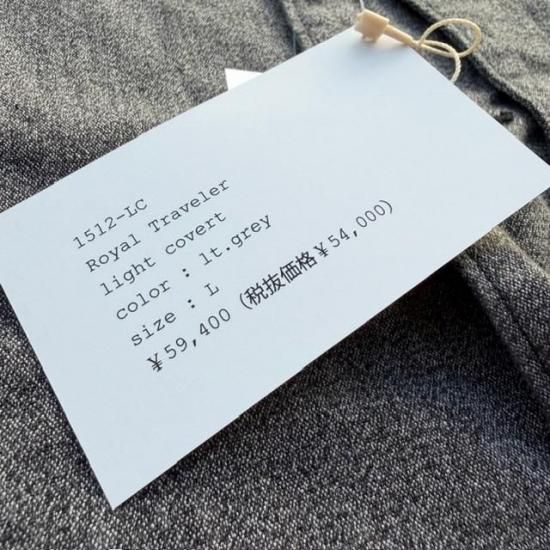 1512-LC
Royal Traveler
light covert
color : lt.grey
size : L
￥59,400 (税抜価格￥54,000)